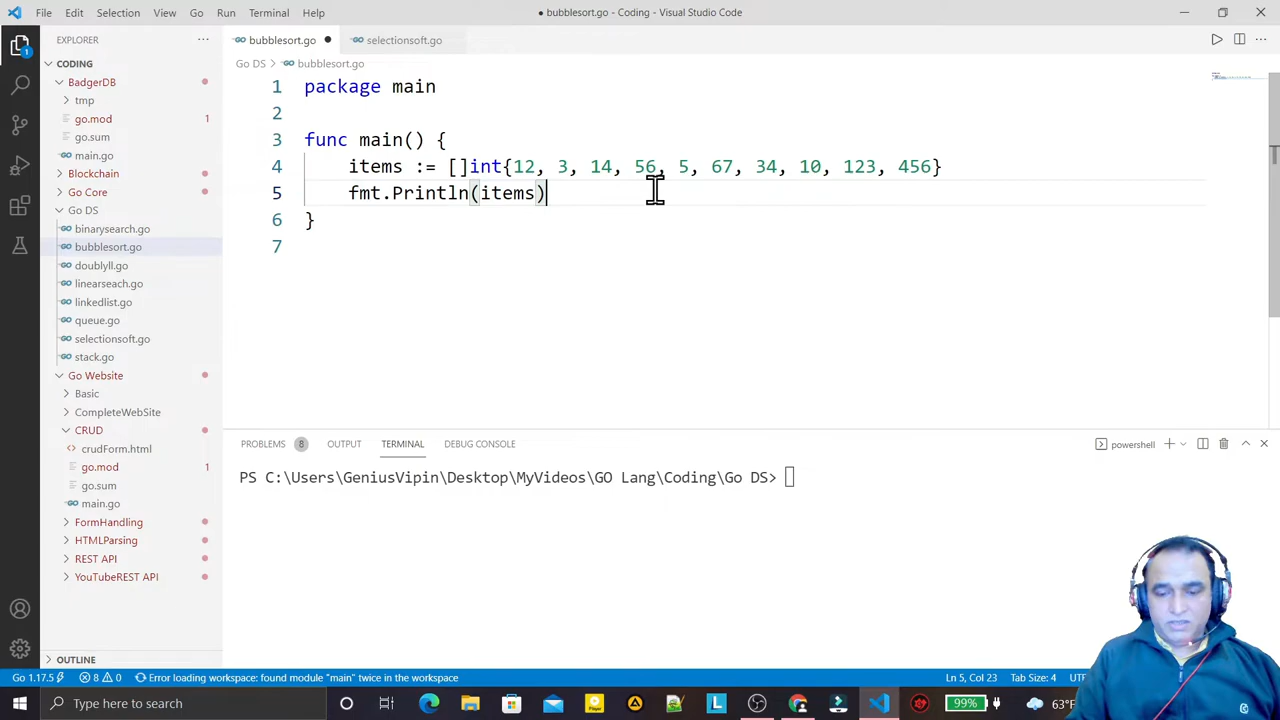 File Edit Selection View Go Run Terminal Help
● bubblesort.go - Coding - Visual Studio Code
EXPLORER
bubblesort.go ●
selectionsoft.go
CODING
BadgerDB
tmp
go.mod 1
go.sum
main.go
Blockchain
Go Core
Go DS
binarysearch.go
bubblesort.go
doublyll.go
linearseach.go
linkedlist.go
queue.go
selectionsoft.go
stack.go
Go Website
Basic
CompleteWebSite
CRUD
crudForm.html
go.mod 1
go.sum
main.go
FormHandling
HTMLParsing
REST API
YouTubeREST API
OUTLINE
Go DS > bubblesort.go
1 package main
2
3 func main() {
4 items := []int{12, 3, 14, 56, 5, 67, 34, 10, 123, 456}
5 fmt.Println(items)
6 }
7
PROBLEMS 8 OUTPUT TERMINAL DEBUG CONSOLE
powershell
PS C:\Users\GeniusVipin\Desktop\MyVideos\GO Lang\Coding\Go DS>
Go 1.17.5 8 0 Error loading workspace: found module "main" twice in the workspace
Ln 5, Col 23 Tab Size: 4
Type here to search
99%
63°F